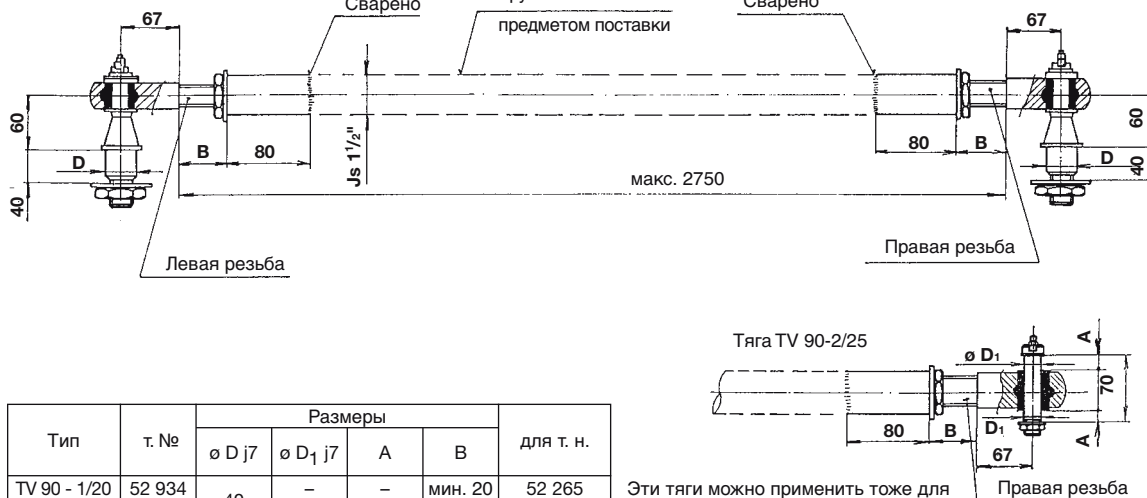 Сварено
Сварено
предметом поставки
67
67
60
60
D
D
B
80
80
B
40
40
Js 1 1/2"
макс. 2750
Левая резьба
Правая резьба
Тяга TV 90-2/25
ø D1
A
70
D1
A
80
B
67
Правая резьба
Размеры
Тип
т. №
ø D j7
ø D1 j7
A
B
для т. н.
TV 90 - 1/20
52 934
–
–
мин. 20
52 265
Эти тяги можно применить тоже для